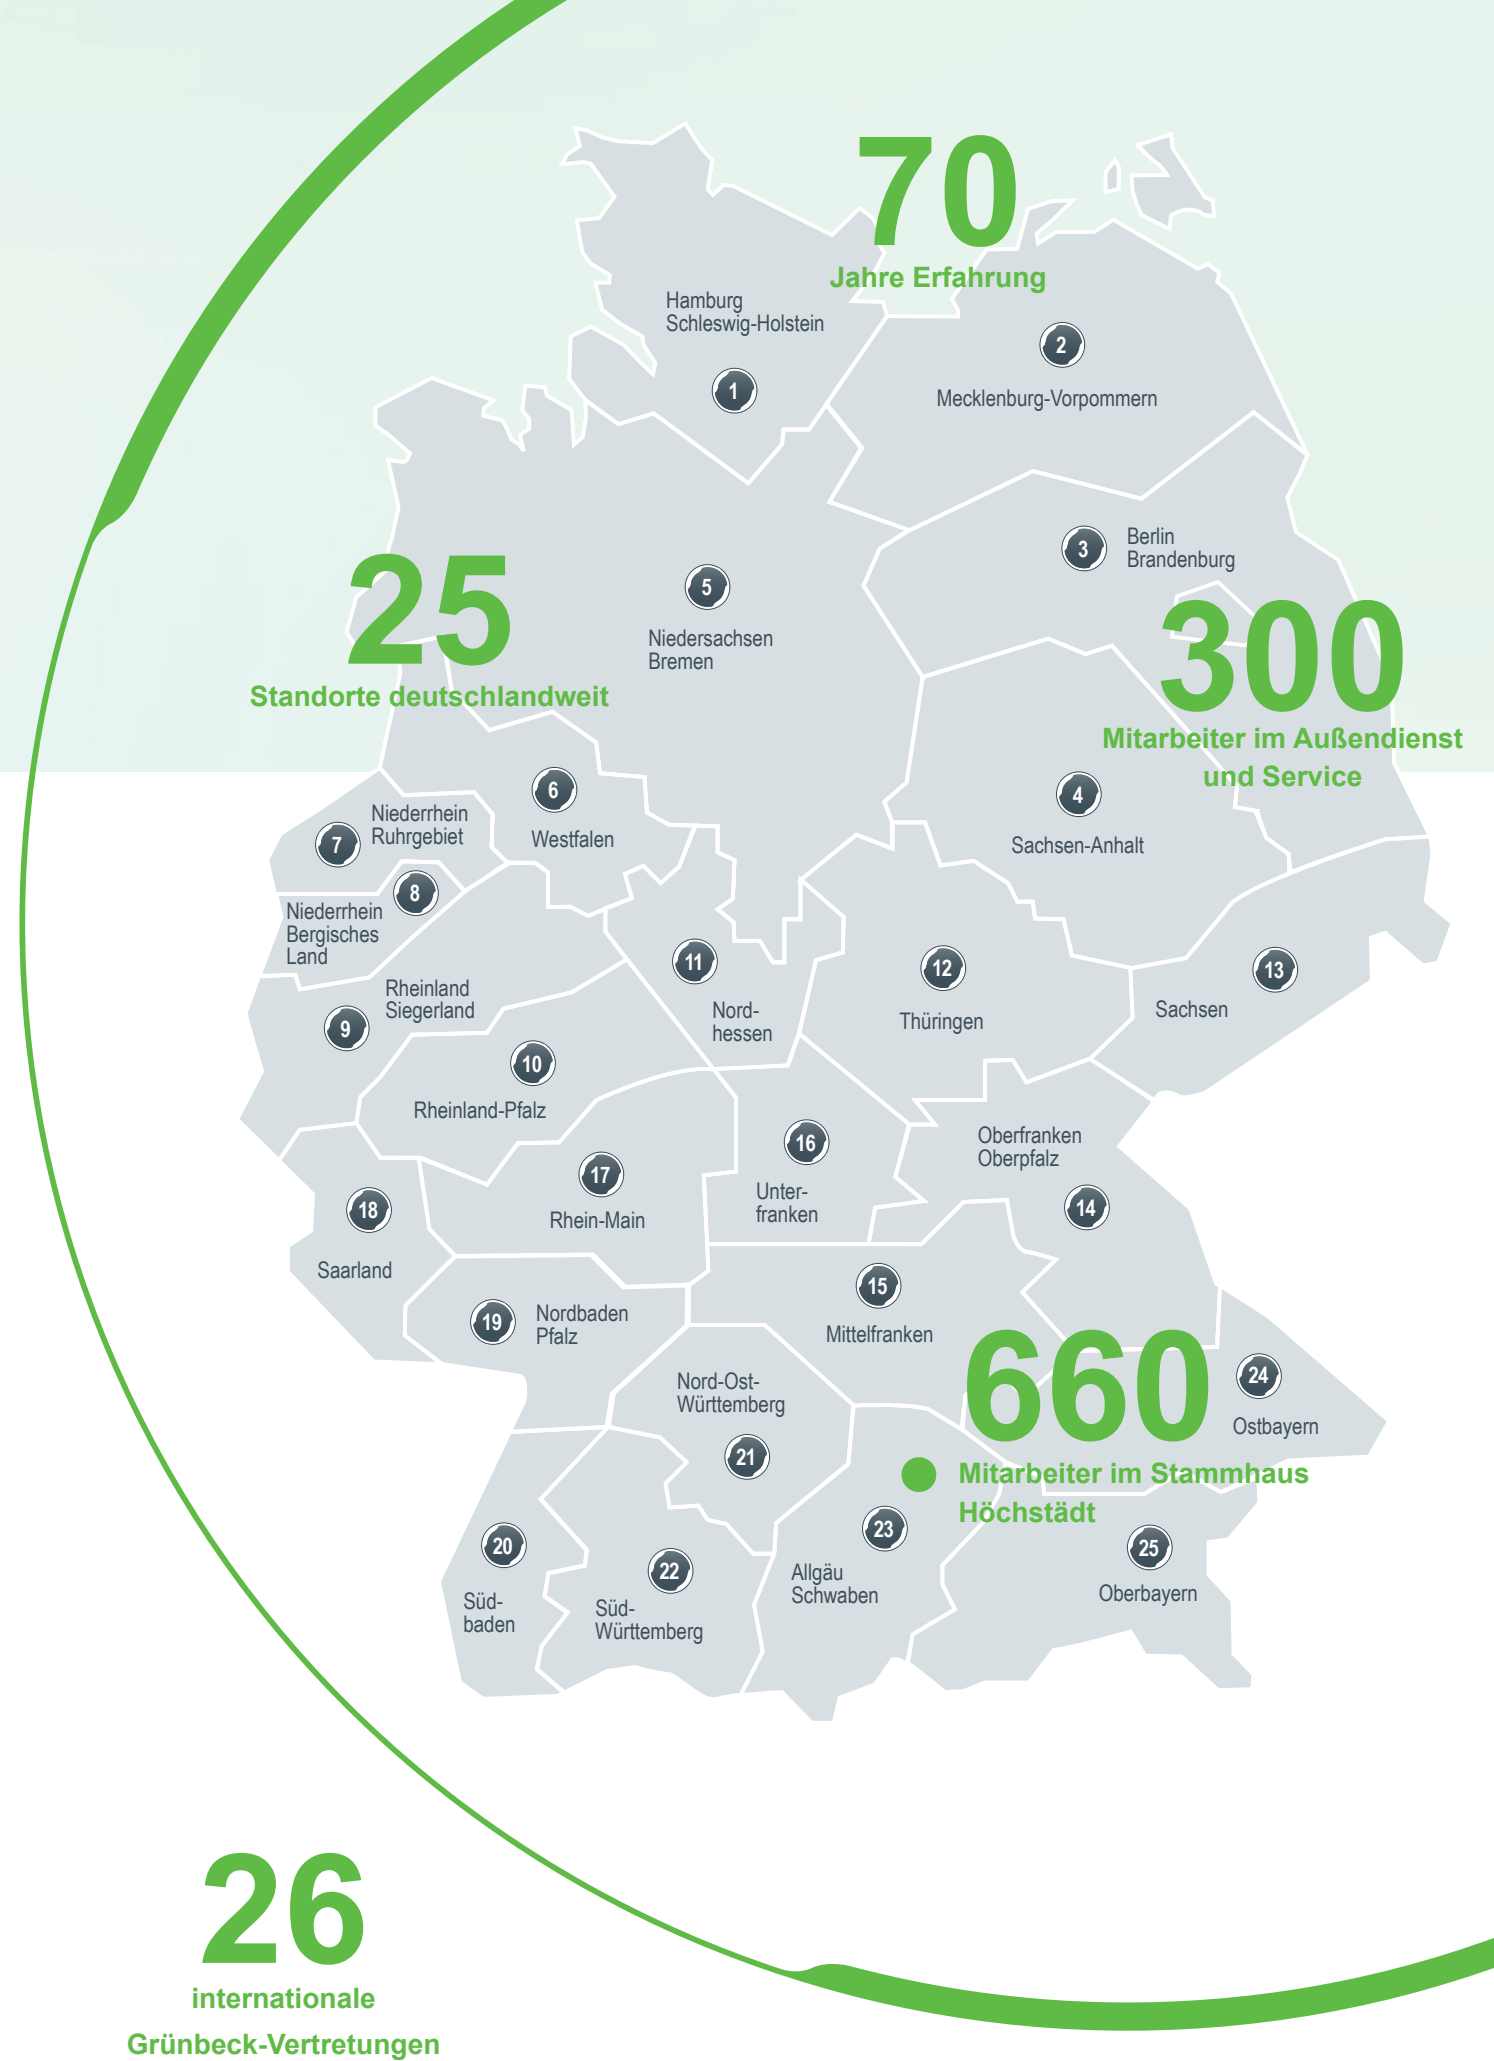 70
Jahre Erfahrung
Hamburg
Schleswig-Holstein
1
2
Mecklenburg-Vorpommern
3
Berlin
Brandenburg
25
Standorte deutschlandweit
5
Niedersachsen
Bremen
300
Mitarbeiter im Außendienst
und Service
4
Sachsen-Anhalt
6
Westfalen
Niederrhein
Ruhrgebiet
7
8
Niederrhein
Bergisches
Land
Rheinland
Siegerland
9
10
Rheinland-Pfalz
11
Nord-
hessen
12
Thüringen
13
Sachsen
Oberfranken
Oberpfalz
14
16
Unter-
franken
17
Rhein-Main
18
Saarland
15
Mittelfranken
19
Nordbaden
Pfalz
660
Mitarbeiter im Stammhaus
Höchstädt
24
Ostbayern
Nord-Ost-
Württemberg
21
20
Süd-
baden
22
Süd-
Württemberg
23
Allgäu
Schwaben
25
Oberbayern
26
internationale
Grünbeck-Vertretungen